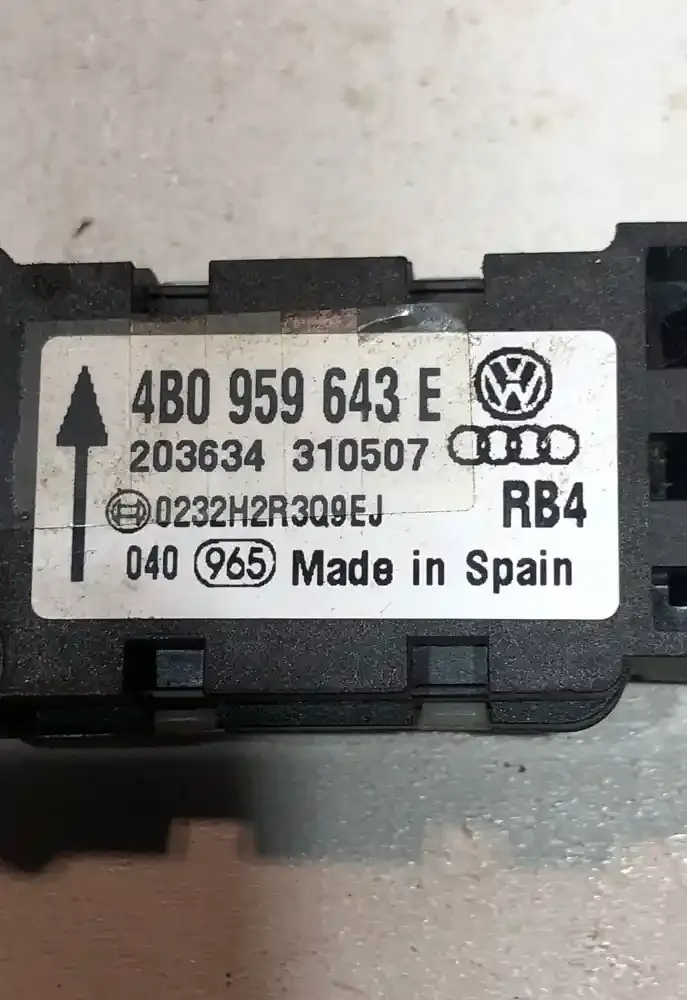 4B0 959 643 E
203634 310507
0232H2R3Q9EJ RB4
040 965 Made in Spain